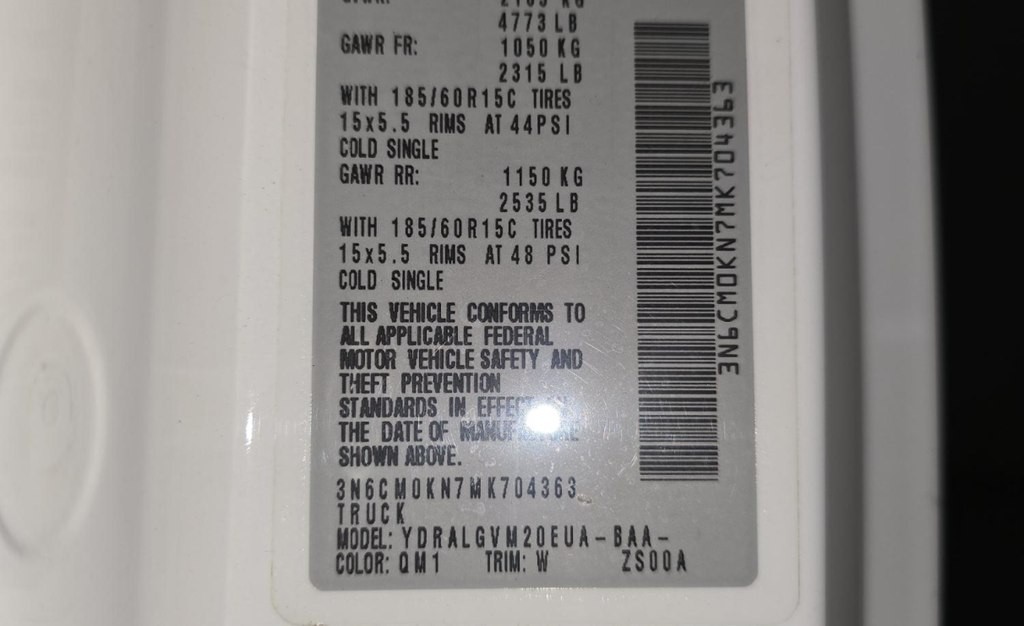 4773 LB
GAWR FR: 1050 KG
2315 LB
WITH 185/60R15C TIRES
15x5.5 RIMS AT 44PSI
COLD SINGLE
GAWR RR: 1150 KG
2535 LB
WITH 185/60R15C TIRES
15x5.5 RIMS AT 48 PSI
COLD SINGLE
THIS VEHICLE CONFORMS TO
ALL APPLICABLE FEDERAL
MOTOR VEHICLE SAFETY AND
THEFT PREVENTION
STANDARDS IN EFFECT
THE DATE OF MANUFACTURE
SHOWN ABOVE.
3N6CM0KN7MK704363
TRUCK
MODEL: YDRALGVM20EUA-BAA-
COLOR: QM1 TRIM: W ZS00A
3N6CM0KN7MK704363